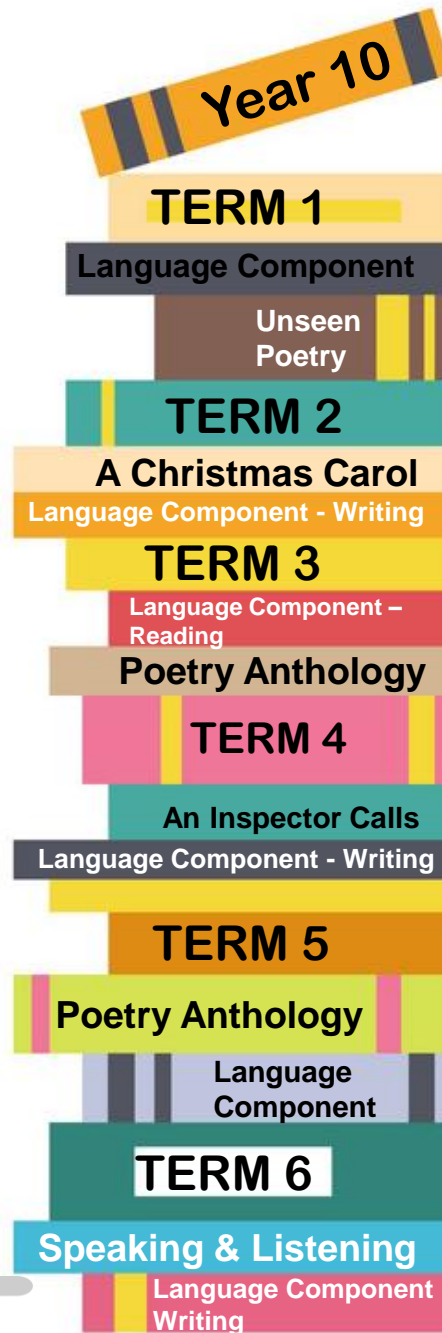 Year 10
TERM 1
Language Component
Unseen
Poetry
TERM 2
A Christmas Carol
Language Component - Writing
TERM 3
Language Component –
Reading
Poetry Anthology
TERM 4
An Inspector Calls
Language Component - Writing
TERM 5
Poetry Anthology
Language
Component
TERM 6
Speaking & Listening
Language Component
Writing